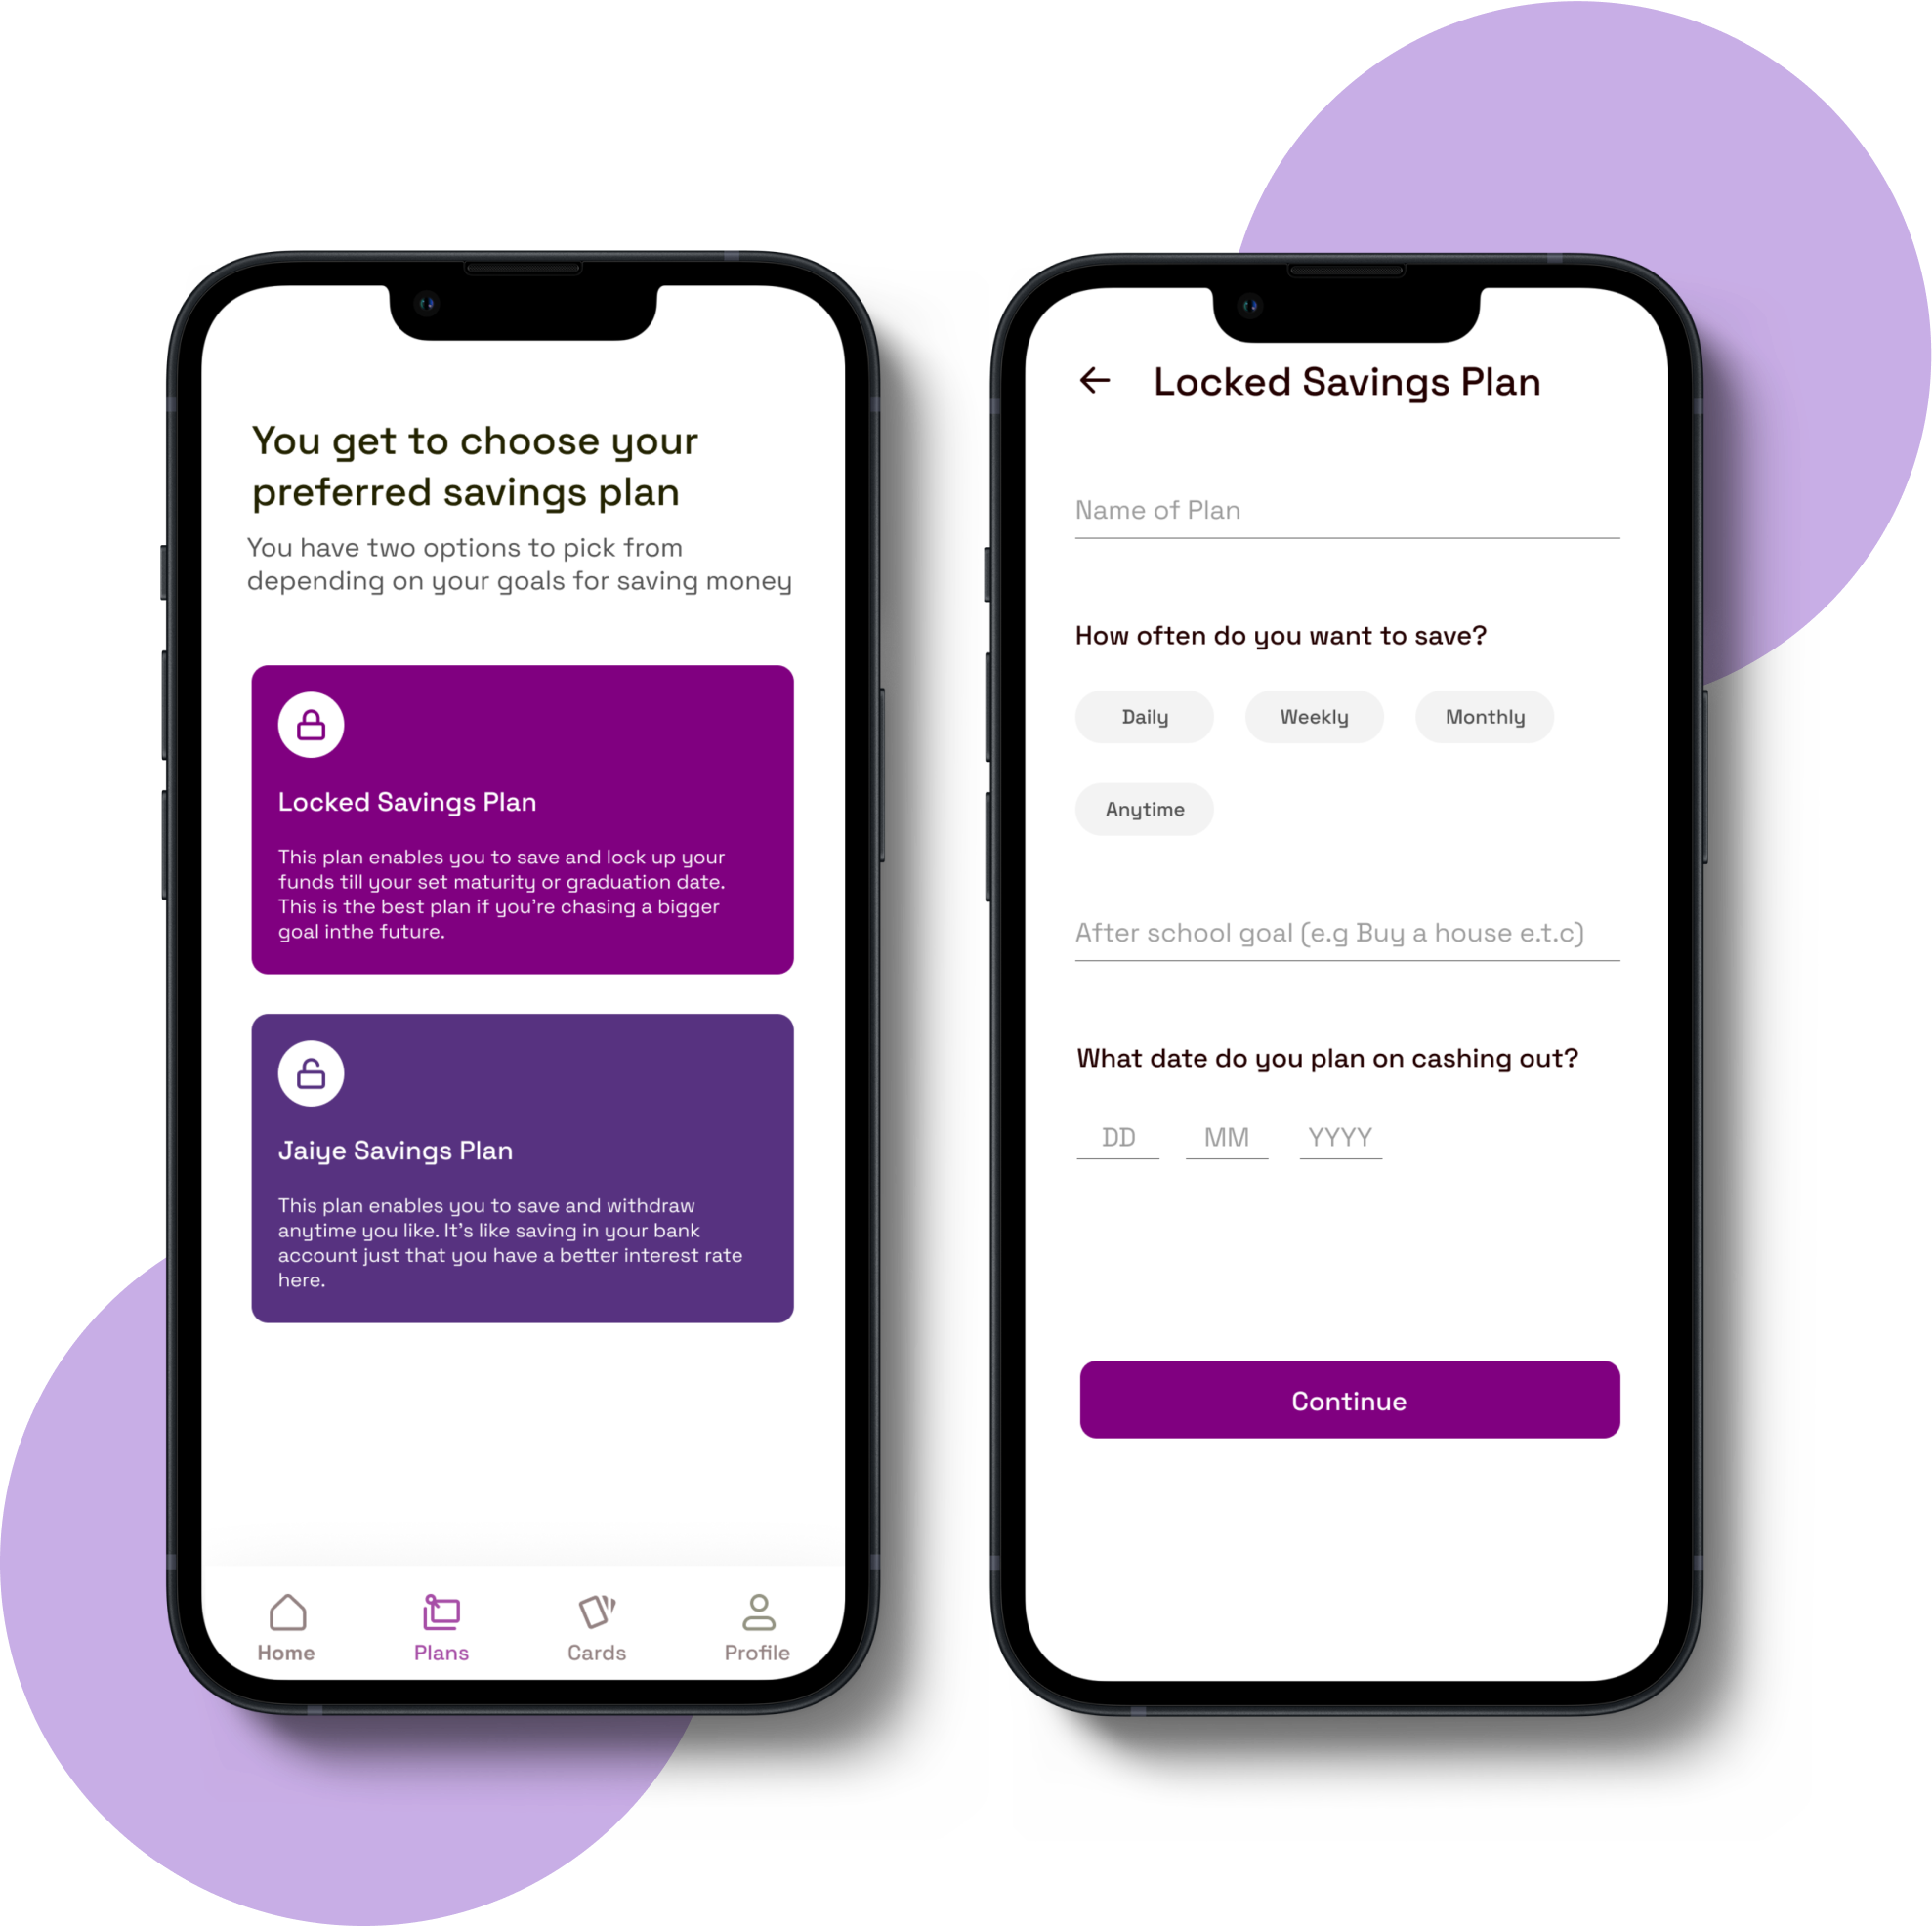 You get to choose your
preferred savings plan
You have two options to pick from
depending on your goals for saving money
Locked Savings Plan
This plan enables you to save and lock up your
funds till your set maturity or graduation date.
This is the best plan if you're chasing a bigger
goal inthe future.
Jaiye Savings Plan
This plan enables you to save and withdraw
anytime you like. It's like saving in your bank
account just that you have a better interest rate
here.
Home Plans Cards Profile
Locked Savings Plan
Name of Plan
How often do you want to save?
Daily Weekly Monthly
Anytime
After school goal (e.g Buy a house e.t.c)
What date do you plan on cashing out?
DD MM YYYY
Continue